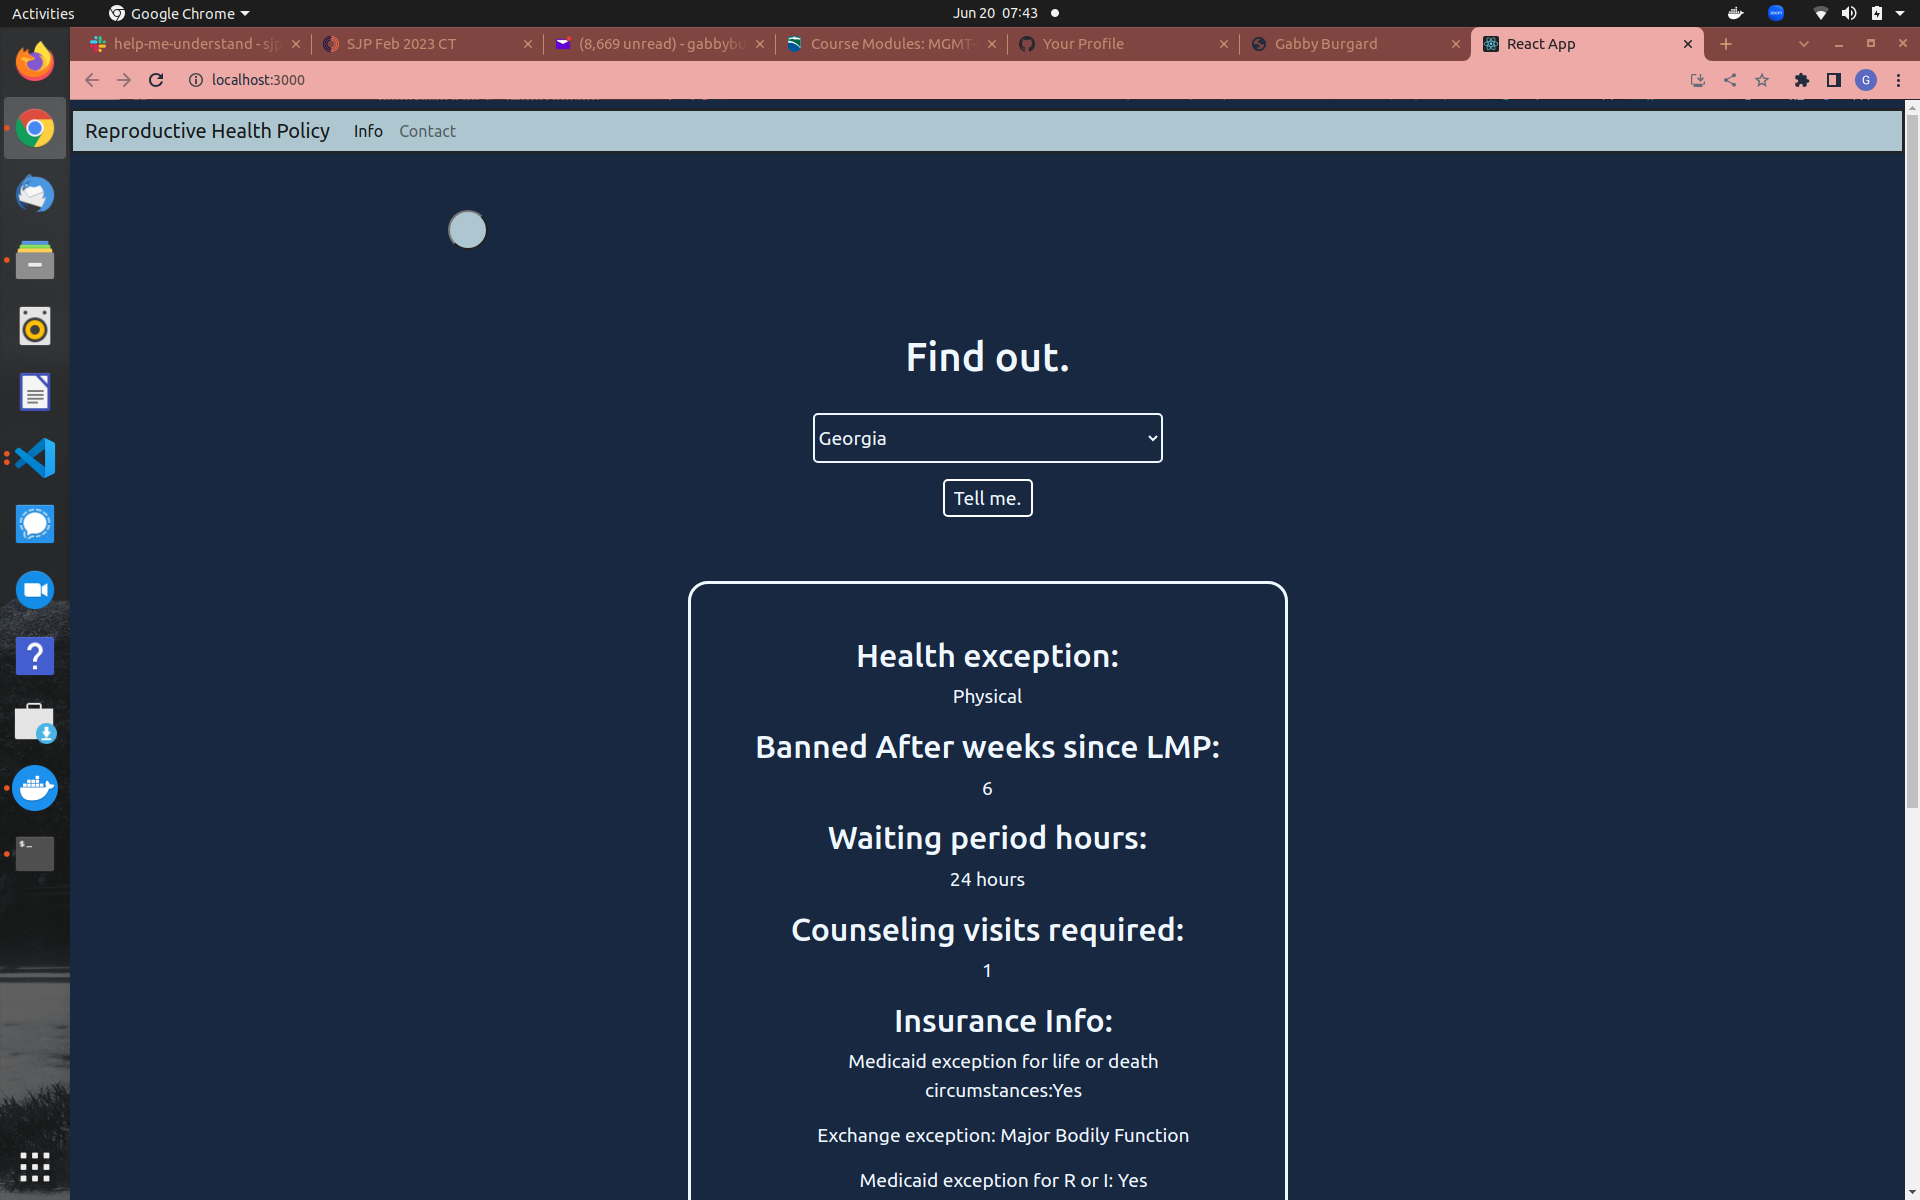 Activities
Google Chrome
Jun 20 07:43
zoom
help-me-understand - sjp
SJP Feb 2023 CT
(8,669 unread) - gabbybu
Course Modules: MGMT-
Your Profile
Gabby Burgard
React App
localhost:3000
G
Reproductive Health Policy
Info
Contact
Find out.
Georgia
Tell me.
Health exception:
Physical
Banned After weeks since LMP:
6
Waiting period hours:
24 hours
Counseling visits required:
1
Insurance Info:
Medicaid exception for life or death
circumstances:Yes
Exchange exception: Major Bodily Function
Medicaid exception for R or I: Yes